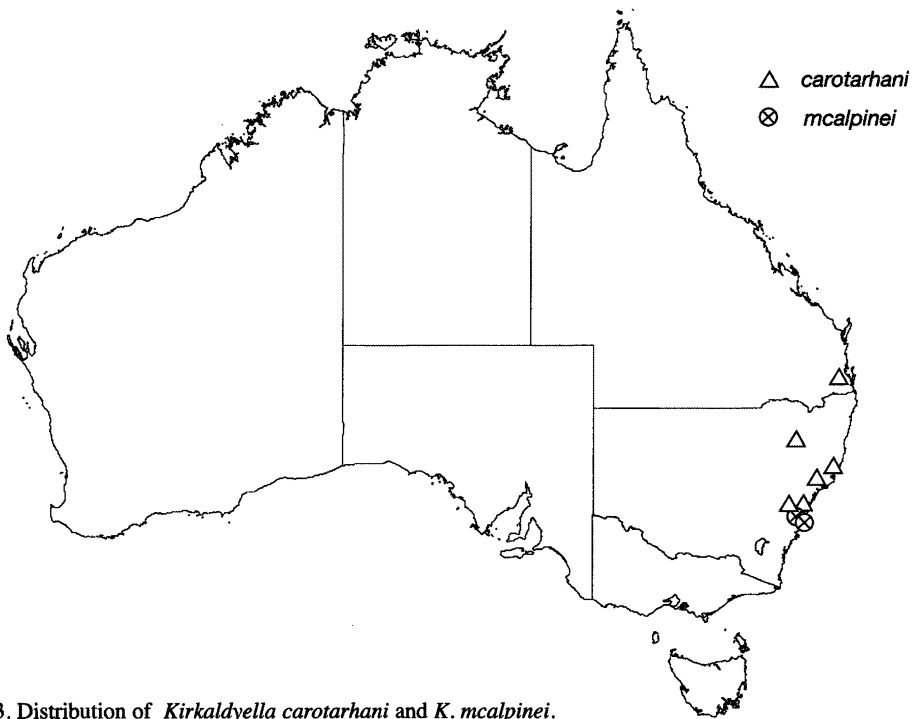 carotarhani
mcalpinei
3. Distribution of Kirkaldyella carotarhani and K. mcalpinei.